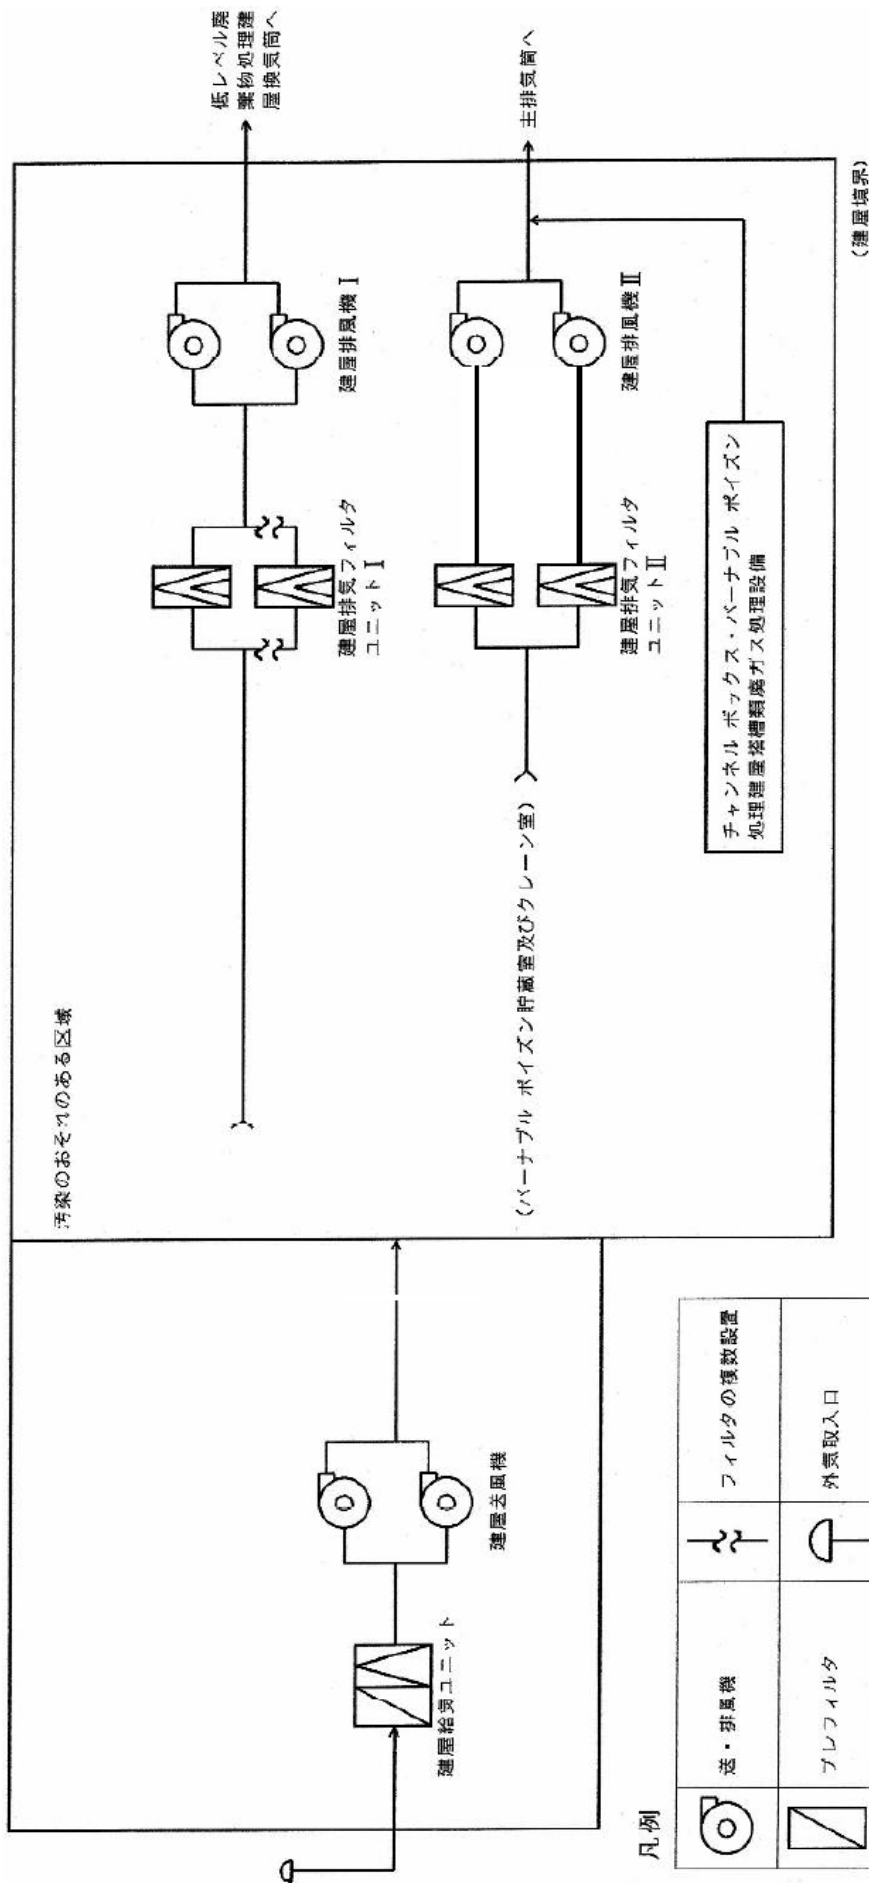 低レベル廃
棄物処理建
屋換気筒へ
主排気筒へ
(建屋境界)
汚染のおそれのある区域
建屋排風機Ⅰ
建屋排気フィルタ
ユニットⅠ
建屋排風機Ⅱ
建屋排気フィルタ
ユニットⅡ
(バーナブル ポイズン貯蔵室及びクレーン室)
チャンネル ボックス・バーナブル ポイズン
処理建屋塔槽類廃ガス処理設備
建屋送風機
建屋給気ユニット
凡例
送・排風機
フィルタの複数設置
プレフィルタ
外気取入口